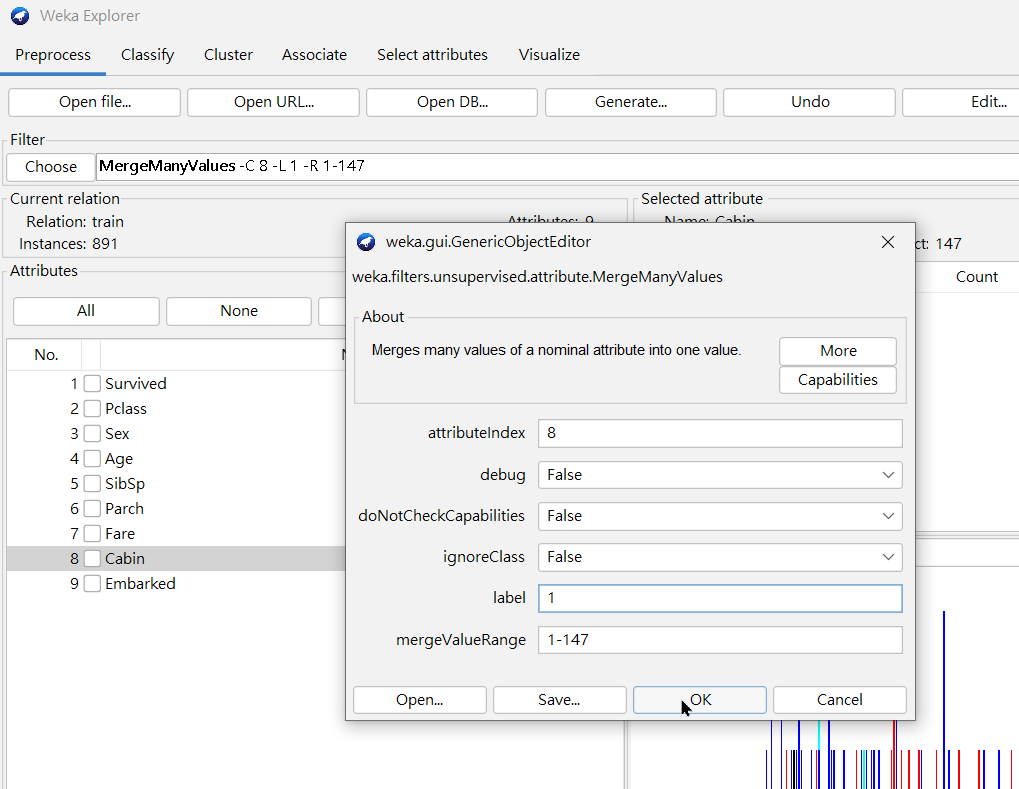 Weka Explorer
Preprocess Classify Cluster Associate Select attributes Visualize
Open file... Open URL... Open DB... Generate... Undo Edit...
Filter
Choose MergeManyValues -C 8 -L 1 -R 1-147
Current relation
Relation: train Attributes: 9
Instances: 891
Selected attribute
Name: Cabin
ct: 147
Count
Attributes
All None
No.
1 Survived
2 Pclass
3 Sex
4 Age
5 SibSp
6 Parch
7 Fare
8 Cabin
9 Embarked
weka.gui.GenericObjectEditor
weka.filters.unsupervised.attribute.MergeManyValues
About
Merges many values of a nominal attribute into one value.
More
Capabilities
attributeIndex 8
debug False
doNotCheckCapabilities False
ignoreClass False
label 1
mergeValueRange 1-147
Open... Save... OK Cancel